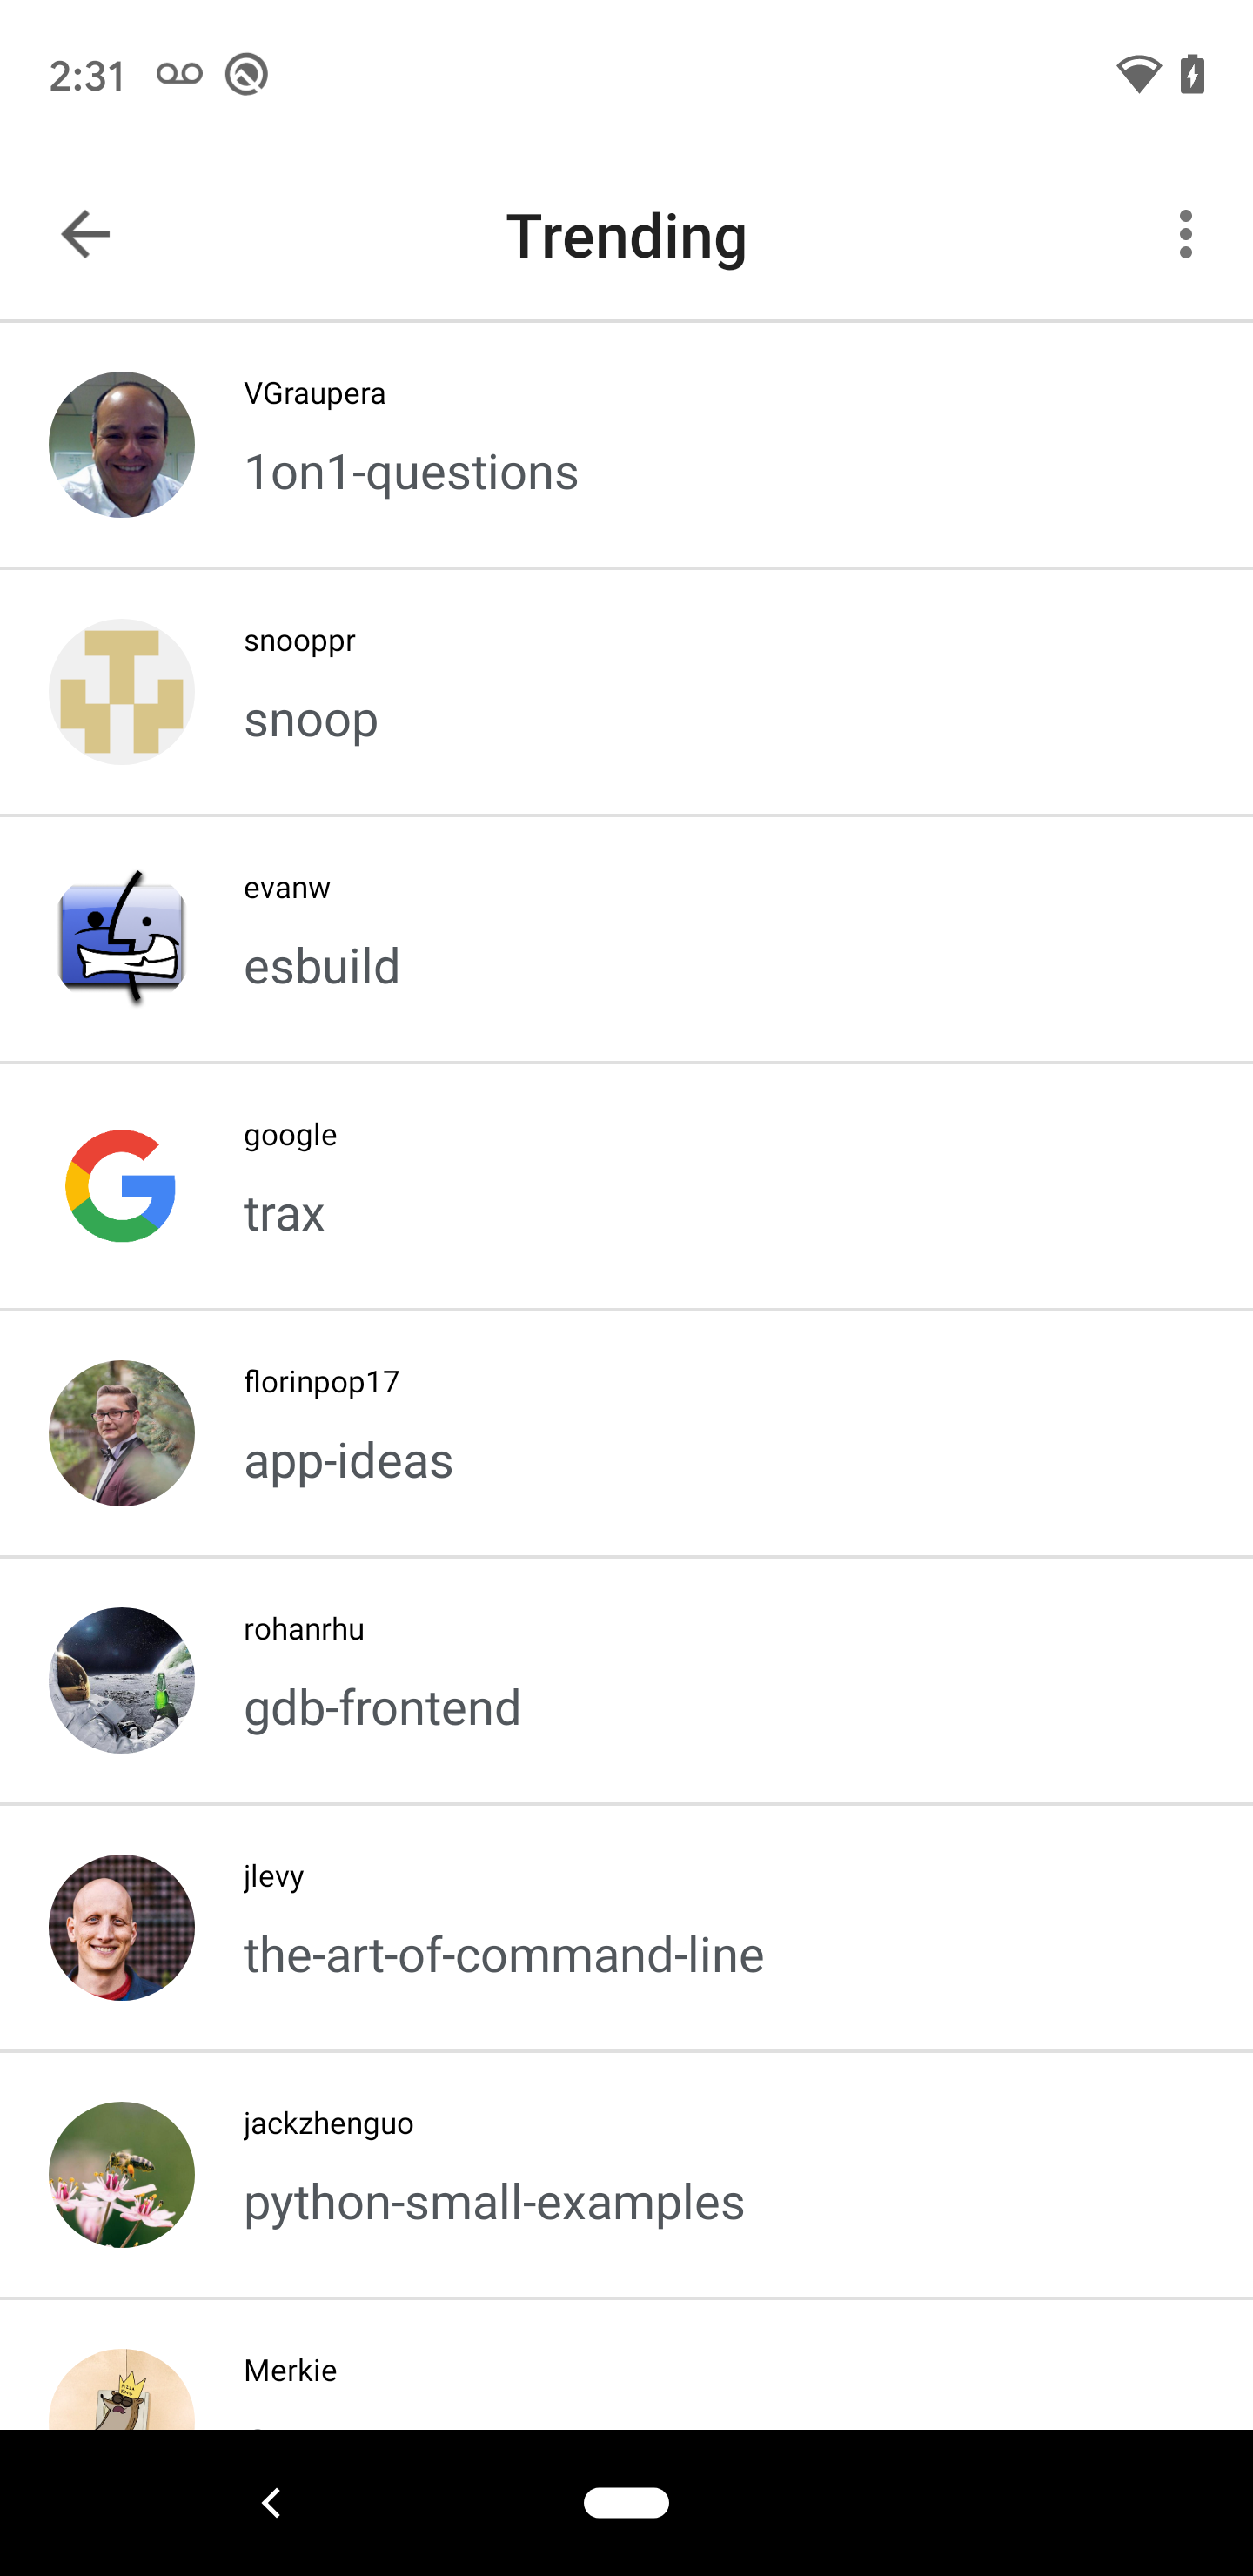 2:31
Trending
VGraupera
1on1-questions
snooppr
snoop
evanw
esbuild
google
trax
florinpop17
app-ideas
rohanrhu
gdb-frontend
jlevy
the-art-of-command-line
jackzhenguo
python-small-examples
Merkie